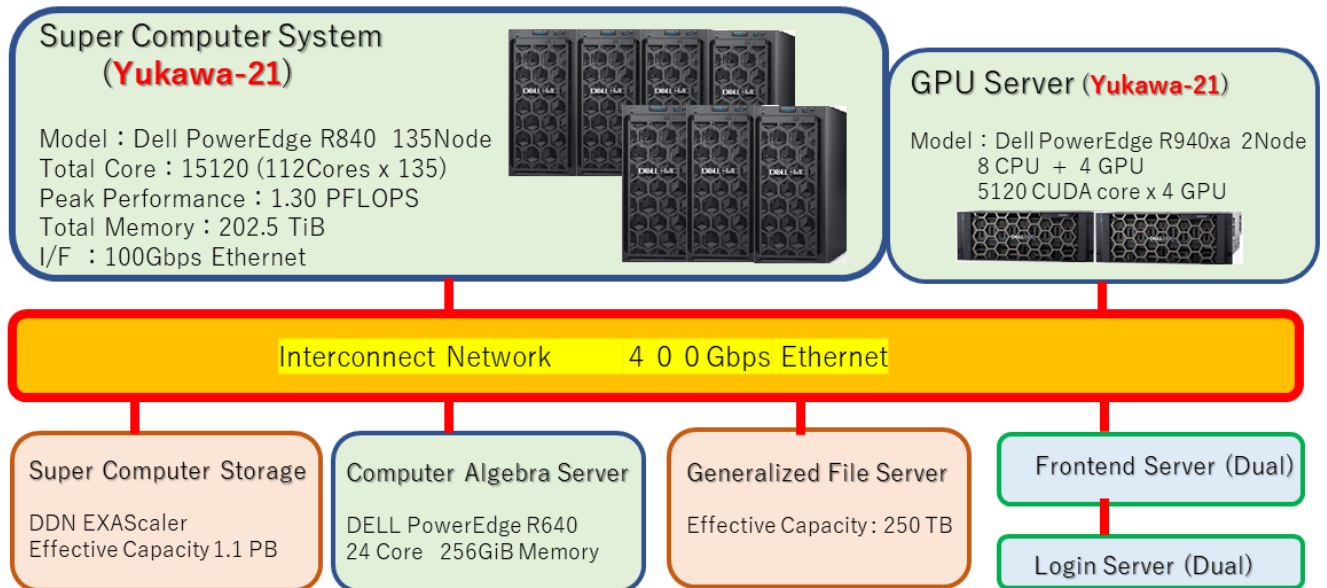 Super Computer System
(Yukawa-21)
Model：Dell PowerEdge R840 135Node
Total Core：15120 (112Cores x 135)
Peak Performance：1.30 PFLOPS
Total Memory：202.5 TiB
I/F ：100Gbps Ethernet
GPU Server (Yukawa-21)
Model：Dell PowerEdge R940xa 2Node
8 CPU + 4 GPU
5120 CUDA core x 4 GPU
Interconnect Network ４００Gbps Ethernet
Super Computer Storage
DDN EXAScaler
Effective Capacity 1.1 PB
Computer Algebra Server
DELL PowerEdge R640
24 Core 256GiB Memory
Generalized File Server
Effective Capacity: 250 TB
Frontend Server (Dual)
Login Server (Dual)